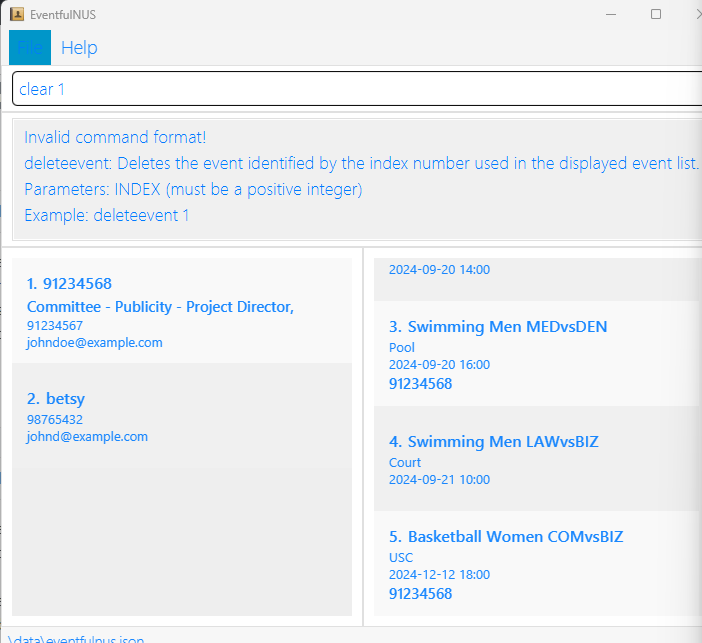 EventfulNUS
File Help
clear 1
Invalid command format!
deleteevent: Deletes the event identified by the index number used in the displayed event list.
Parameters: INDEX (must be a positive integer)
Example: deleteevent 1
1. 91234568
Committee - Publicity - Project Director,
91234567
johndoe@example.com
2. betsy
98765432
johnd@example.com
2024-09-20 14:00
3. Swimming Men MEDvsDEN
Pool
2024-09-20 16:00
91234568
4. Swimming Men LAWvsBIZ
Court
2024-09-21 10:00
5. Basketball Women COMvsBIZ
USC
2024-12-12 18:00
91234568
.\data\eventfulnus.json